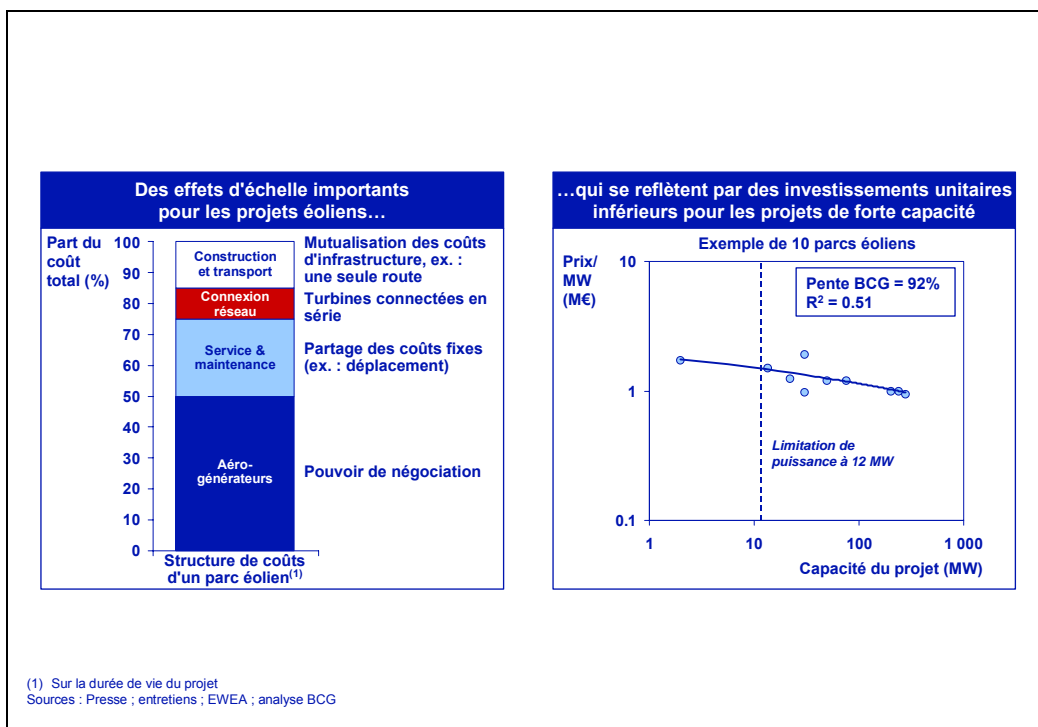 Des effets d'échelle importants
pour les projets éoliens…
Part du
coût
total (%)
100
90
80
70
60
50
40
30
20
10
0
Construction
et transport
Connexion
réseau
Service &
maintenance
Aéro-
générateurs
Mutualisation des coûts
d'infrastructure, ex. :
une seule route
Turbines connectées en
série
Partage des coûts fixes
(ex. : déplacement)
Pouvoir de négociation
Structure de coûts
d'un parc éolien(1)
…qui se reflètent par des investissements unitaires
inférieurs pour les projets de forte capacité
Exemple de 10 parcs éoliens
Prix/
MW
(M€)
10
1
0.1
Pente BCG = 92%
R² = 0.51
Limitation de
puissance à 12 MW
1
10
100
1 000
Capacité du projet (MW)
(1) Sur la durée de vie du projet
Sources : Presse ; entretiens ; EWEA ; analyse BCG